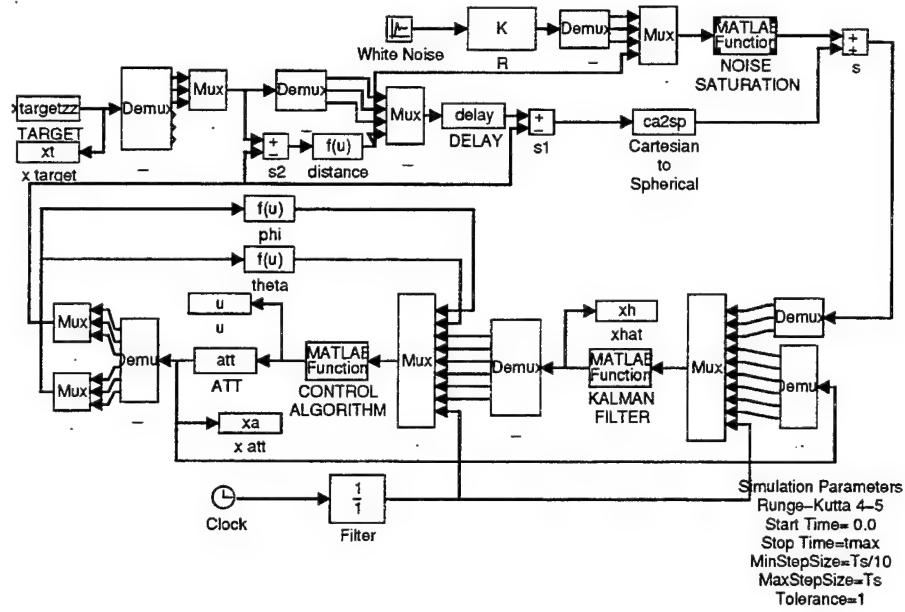 White Noise
K
R
Demux
Mux
MATLAB
Function
NOISE
SATURATION
+
+
s
targetzz
TARGET
xt
x target
Demux
Mux
Demux
+
−
s2
f(u)
distance
Mux
delay
DELAY
+
−
s1
ca2sp
Cartesian
to
Spherical
f(u)
phi
f(u)
theta
Mux
Mux
Demu
u
u
att
ATT
xa
x att
MATLAB
Function
CONTROL
ALGORITHM
Mux
Demux
xh
xhat
MATLAB
Function
KALMAN
FILTER
Mux
Demux
Demu
Clock
1
1
Filter
Simulation Parameters
Runge−Kutta 4−5
Start Time= 0.0
Stop Time=tmax
MinStepSize=Ts/10
MaxStepSize=Ts
Tolerance=1